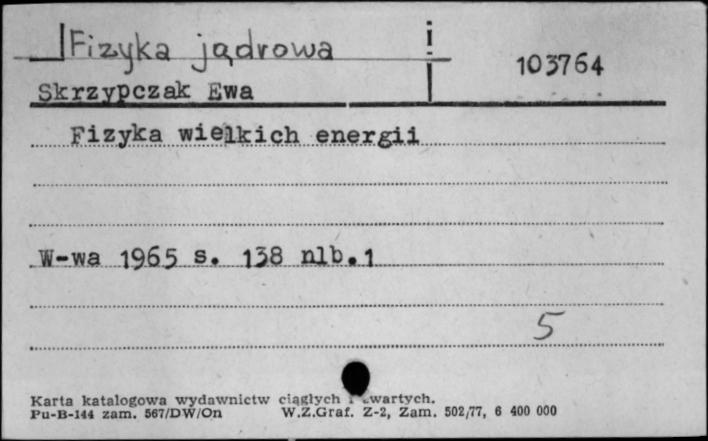 Fizyka jądrowa
103764
Skrzypczak Ewa
Fizyka wielkich energii
W-wa 1965 s. 138 nlb.1
5
Karta katalogowa wydawnictw ciągłych i zwartych.
Pu-B-144 zam. 567/DW/On W.Z.Graf. Z-2, Zam. 502/77, 6 400 000